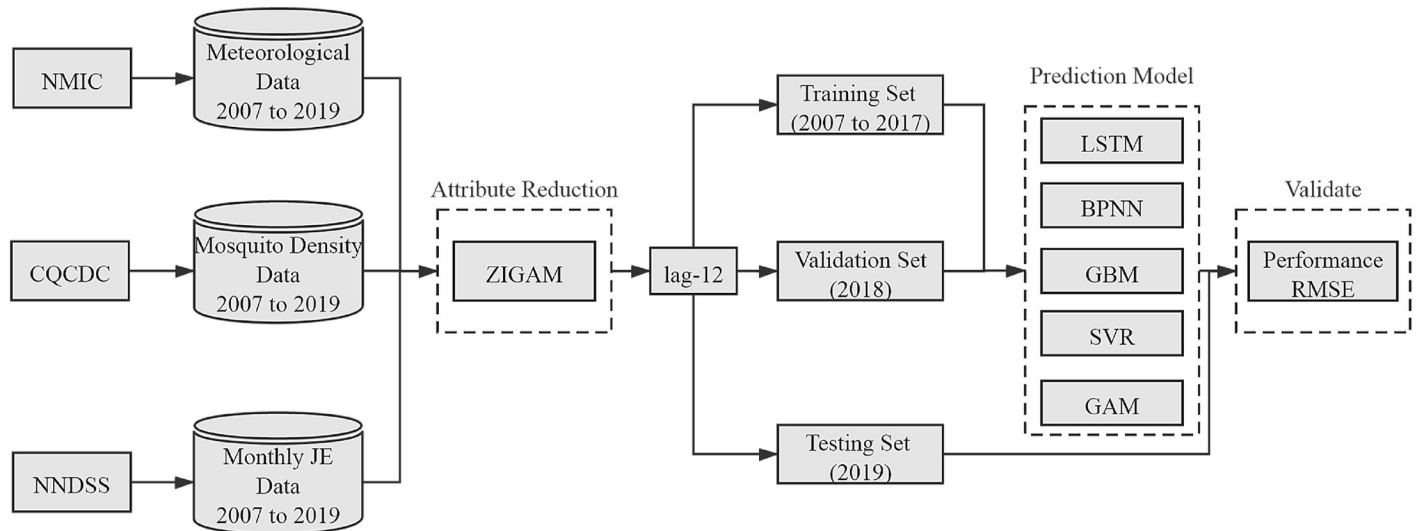 NMIC
Meteorological
Data
2007 to 2019
CQCDC
Mosquito Density
Data
2007 to 2019
NNDSS
Monthly JE
Data
2007 to 2019
Attribute Reduction
ZIGAM
lag-12
Training Set
(2007 to 2017)
Validation Set
(2018)
Testing Set
(2019)
Prediction Model
LSTM
BPNN
GBM
SVR
GAM
Validate
Performance
RMSE